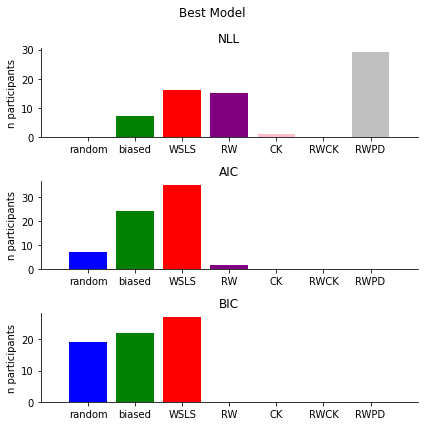 Best Model
NLL
n participants
30
20
10
0
random biased WSLS RW CK RWCK RWPD
AIC
n participants
30
20
10
0
random biased WSLS RW CK RWCK RWPD
BIC
n participants
20
10
0
random biased WSLS RW CK RWCK RWPD